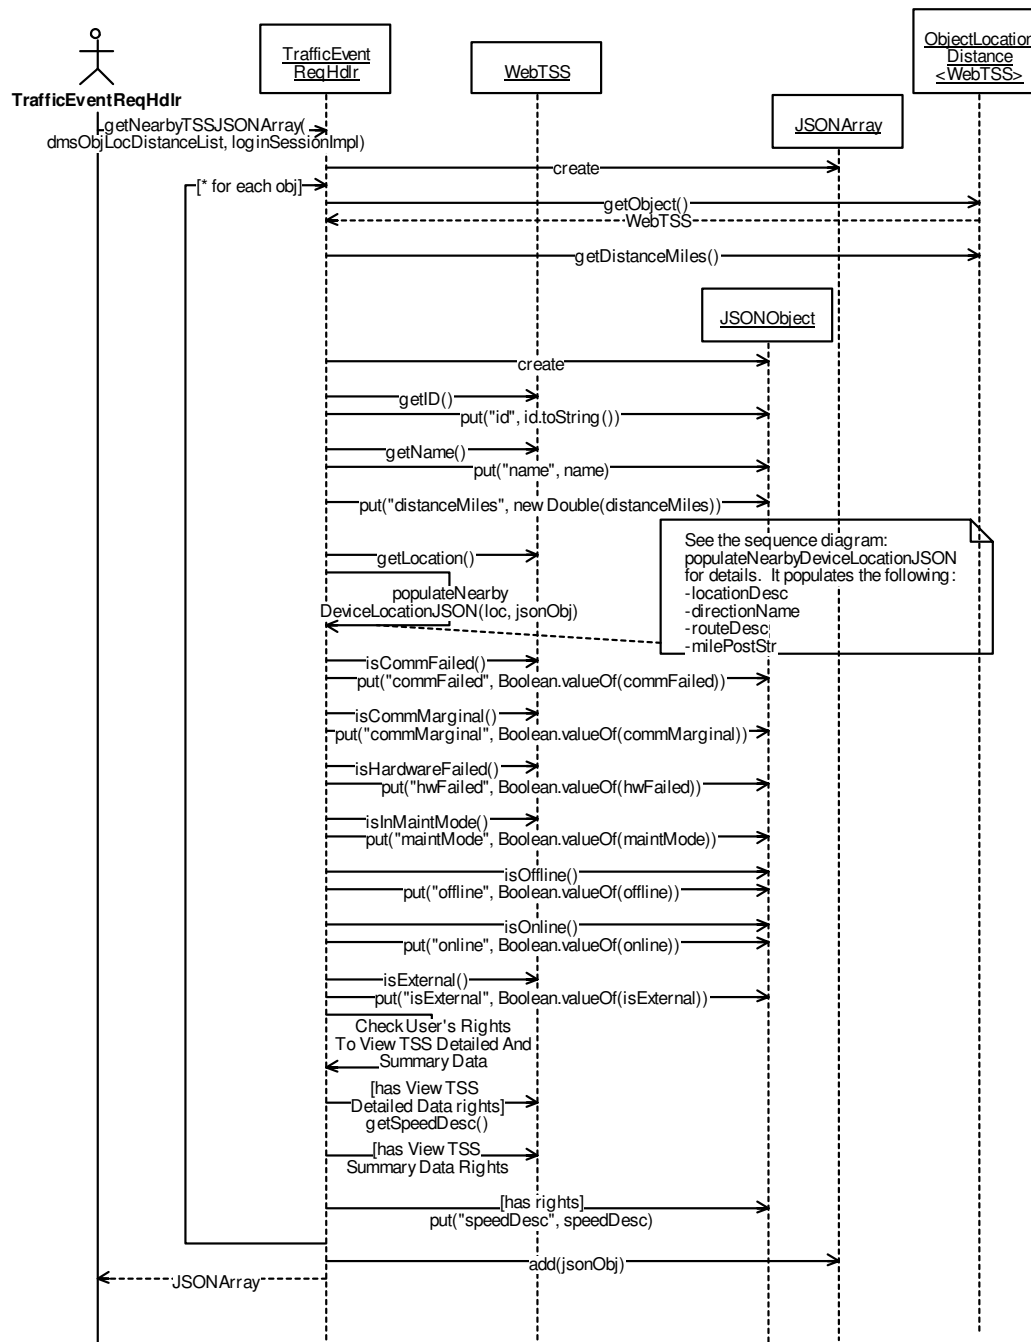 TrafficEventReqHdlr
TrafficEvent
ReqHdlr
WebTSS
JSONArray
ObjectLocation
Distance
<WebTSS>
getNearbyTSSJSONArray(
dmsObjLocDistanceList, loginSessionImpl)
create
[* for each obj]
getObject()
WebTSS
getDistanceMiles()
JSONObject
create
getID()
put("id", id.toString())
getName()
put("name", name)
put("distanceMiles", new Double(distanceMiles))
See the sequence diagram:
populateNearbyDeviceLocationJSON
for details. It populates the following:
-locationDesc
-directionName
-routeDesc
-milePostStr
getLocation()
populateNearby
DeviceLocationJSON(loc, jsonObj)
isCommFailed()
put("commFailed", Boolean.valueOf(commFailed))
isCommMarginal()
put("commMarginal", Boolean.valueOf(commMarginal))
isHardwareFailed()
put("hwFailed", Boolean.valueOf(hwFailed))
isInMaintMode()
put("maintMode", Boolean.valueOf(maintMode))
isOffline()
put("offline", Boolean.valueOf(offline))
isOnline()
put("online", Boolean.valueOf(online))
isExternal()
put("isExternal", Boolean.valueOf(isExternal))
Check User's Rights
To View TSS Detailed And
Summary Data
[has View TSS
Detailed Data rights]
getSpeedDesc()
[has View TSS
Summary Data Rights
[has rights]
put("speedDesc", speedDesc)
add(jsonObj)
JSONArray